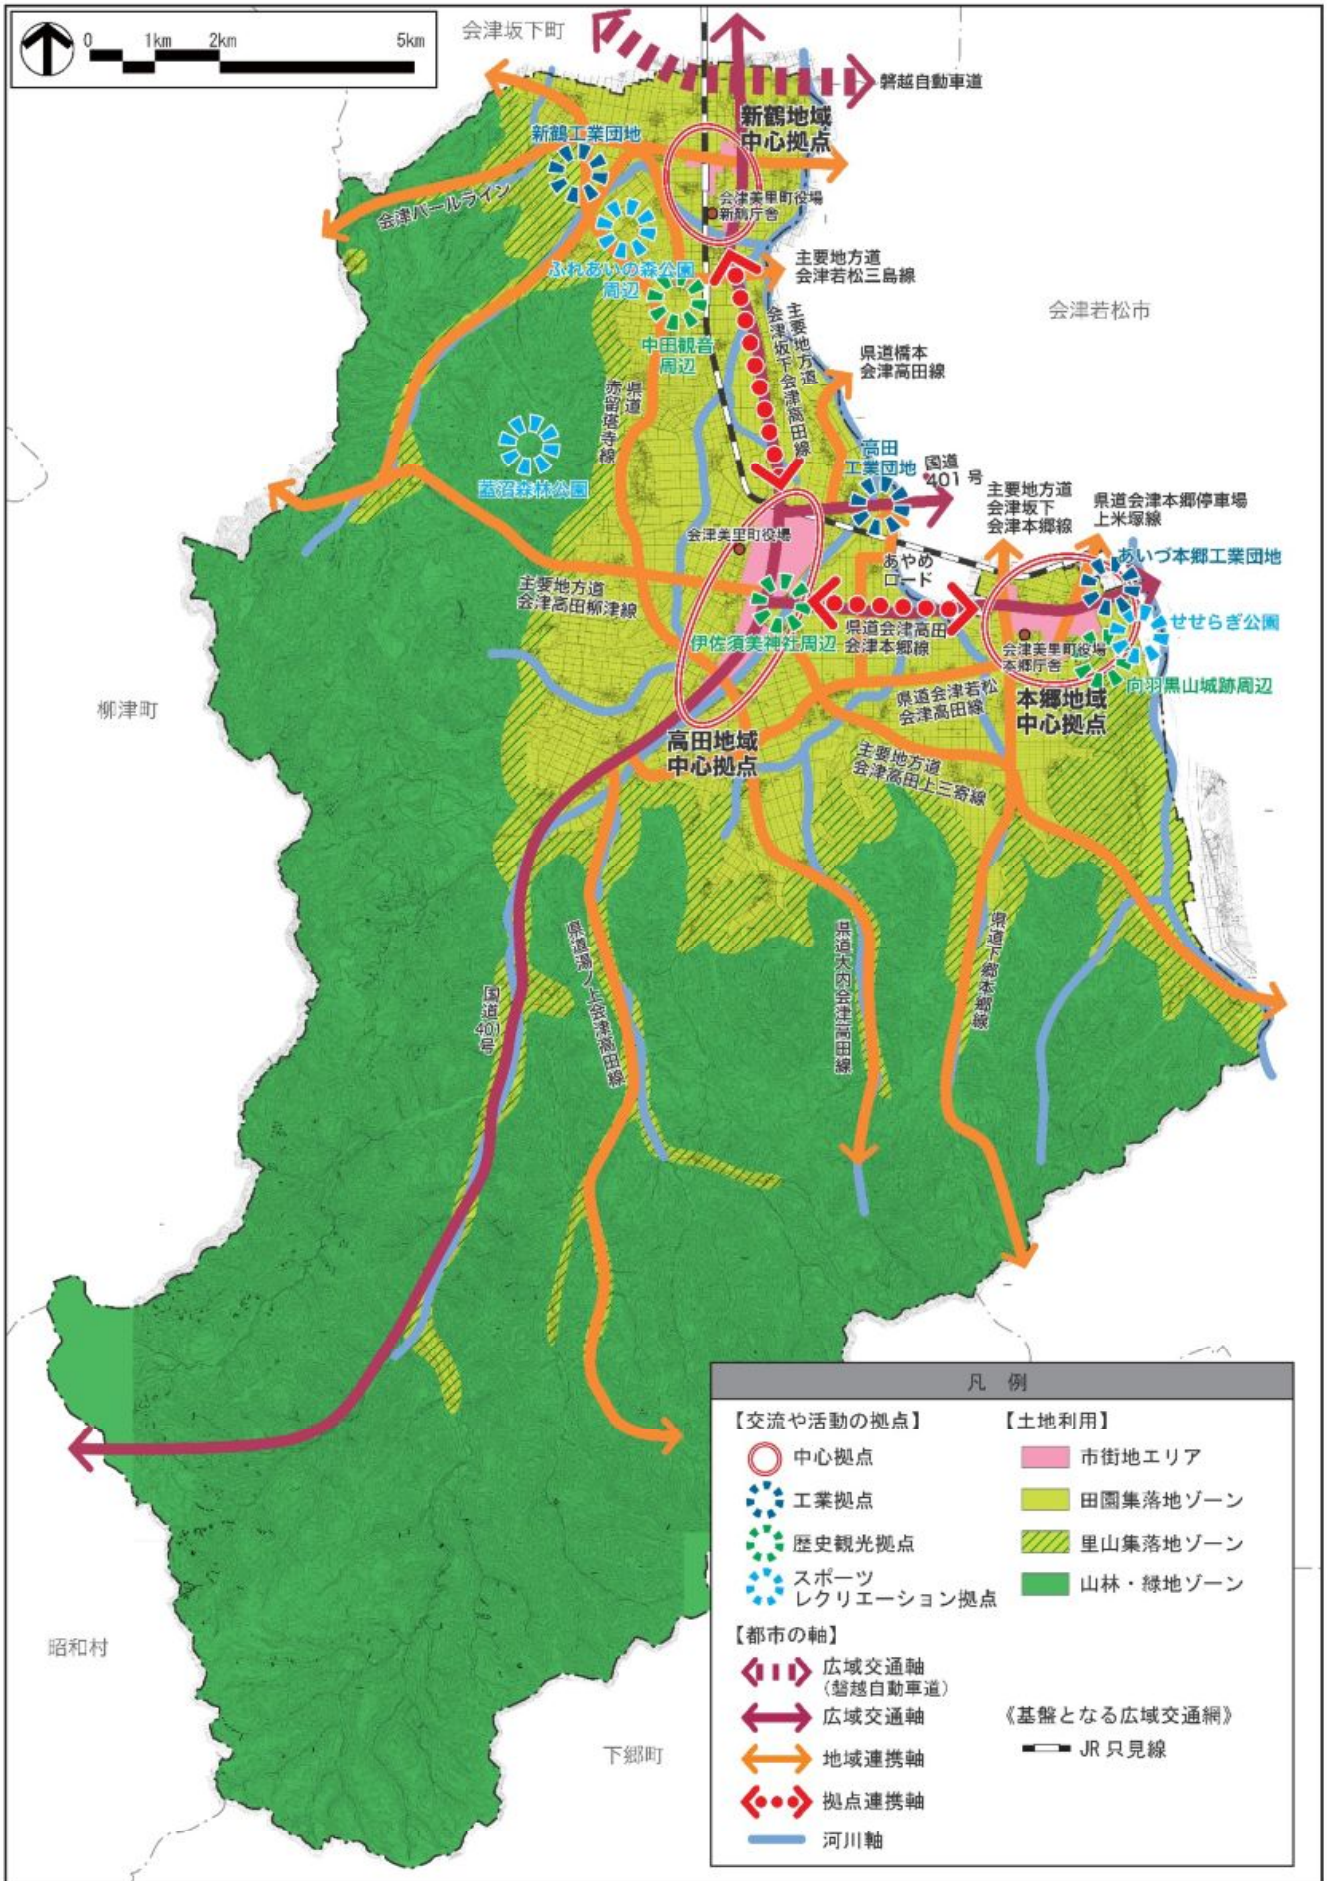 0 1km 2km 5km
会津坂下町
磐越自動車道
新鶴地域
中心拠点
新鶴工業団地
会津パールライン
会津美里町役場
新鶴庁舎
ふれあいの森公園
周辺
主要地方道
会津若松三島線
会津若松市
中田観音
周辺
主要地方道
会津坂下会津高田線
県道橋本
会津高田線
県道
赤留塔寺線
高田
工業団地
国道
401号
蓋沼森林公園
主要地方道
会津坂下
会津本郷線
県道会津本郷停車場
上米塚線
会津美里町役場
あやめ
ロード
あいづ本郷工業団地
主要地方道
会津高田柳津線
せせらぎ公園
伊佐須美神社周辺
県道会津高田
会津本郷線
会津美里町役場
本郷庁舎
向羽黒山城跡周辺
柳津町
県道会津若松
会津高田線
本郷地域
中心拠点
高田地域
中心拠点
主要地方道
会津高田上三寄線
国道
401
号
県道湯ノ上会津高田線
県道大内会津高田線
県道下郷本郷線
昭和村
下郷町
凡 例
【交流や活動の拠点】
中心拠点
工業拠点
歴史観光拠点
スポーツ
レクリエーション拠点
【土地利用】
市街地エリア
田園集落地ゾーン
里山集落地ゾーン
山林・緑地ゾーン
【都市の軸】
広域交通軸
(磐越自動車道)
広域交通軸
地域連携軸
拠点連携軸
河川軸
《基盤となる広域交通網》
JR只見線